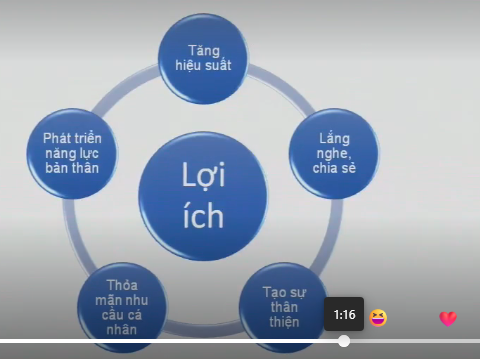 Tăng
hiệu suất
Lắng
nghe,
chia sẻ
Tạo sự
thân
thiện
Thỏa
mãn nhu
cầu cá
nhân
Phát triển
năng lực
bản thân
Lợi
ích
1:16